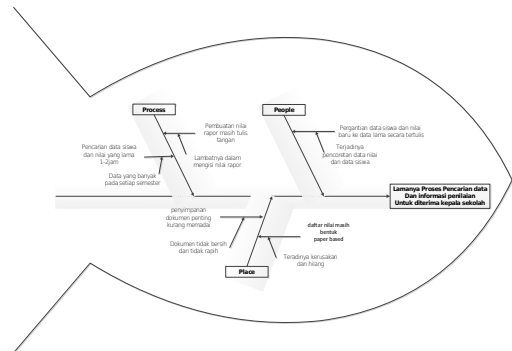 Process
People
Pembuatan nilai
rapor masih tulis
tangan
Pergantian data siswa dan nilai
baru ke data lama secara tertulis
Pencarian data siswa
dan nilai yang lama
1-2jam
Lambatnya dalam
mengisi nilai rapor
Terjadinya
pencoretan data nilai
dan data siswa
Data yang banyak
pada setiap semester
Lamanya Proses Pencarian data
Dan informasi penilaian
Untuk diterima kepala sekolah
penyimpanan
dokumen penting
kurang memadai
daftar nilai masih
bentuk
paper based
Dokumen tidak bersih
dan tidak rapih
Teradinya kerusakan
dan hilang
Place